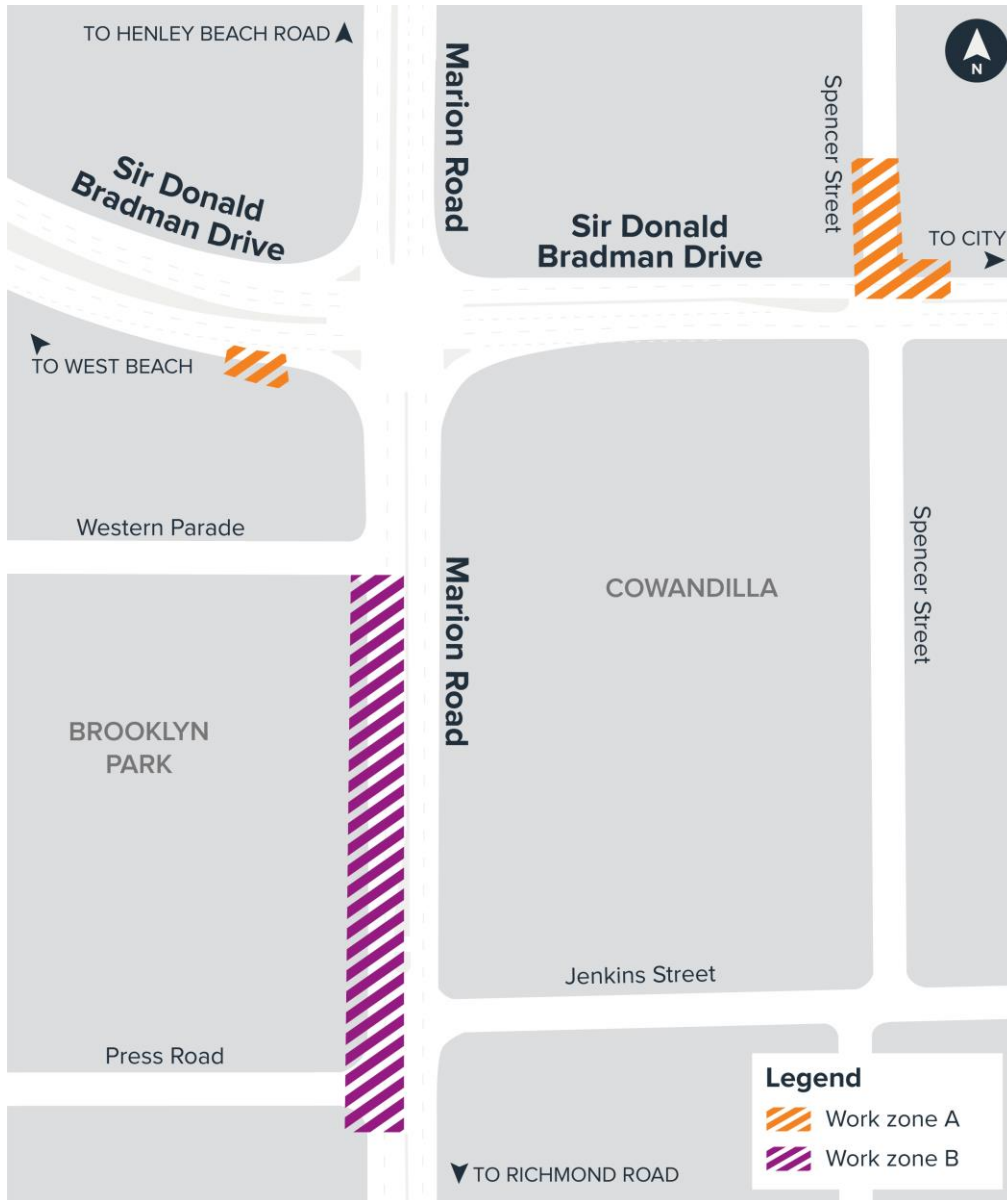 TO HENLEY BEACH ROAD
N
Marion Road
Spencer Street
Sir Donald
Bradman Drive
Sir Donald
Bradman Drive
TO CITY
TO WEST BEACH
Western Parade
Marion Road
COWANDILLA
Spencer Street
BROOKLYN
PARK
Jenkins Street
Press Road
Legend
Work zone A
Work zone B
TO RICHMOND ROAD